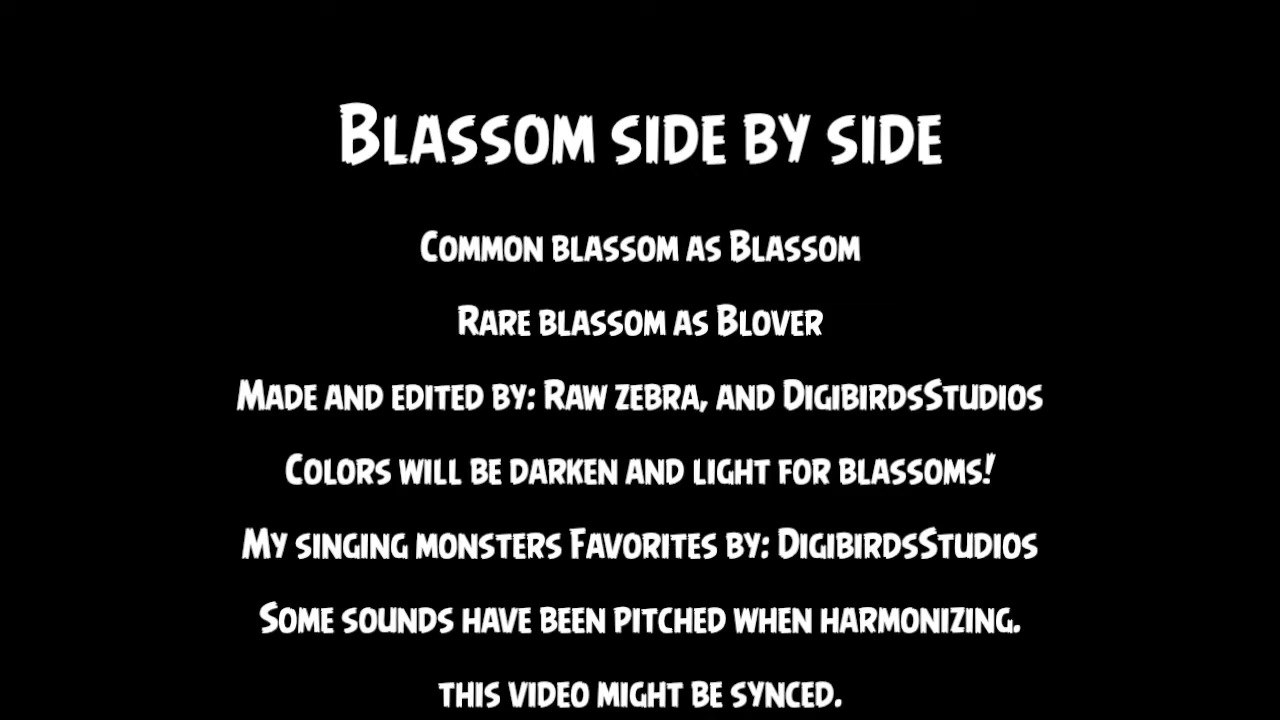 Blassom side by side
Common blassom as Blassom
Rare blassom as Blover
Made and edited by: Raw zebra, and DigibirdsStudios
Colors will be darken and light for blassoms!
My singing monsters Favorites by: DigibirdsStudios
Some sounds have been pitched when harmonizing.
this video might be synced.